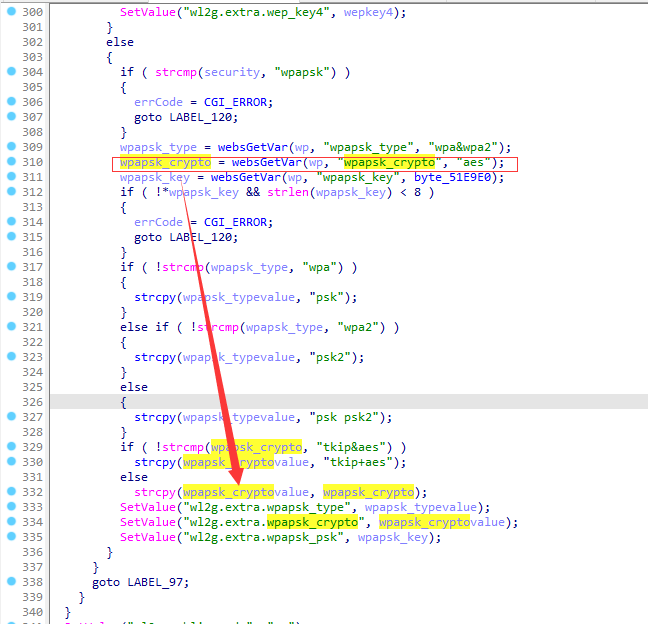 300 SetValue("wl2g.extra.wep_key4", wepkey4);
301 }
302 else
303 {
304 if ( strcmp(security, "wpapsk") )
305 {
306 errCode = CGI_ERROR;
307 goto LABEL_120;
308 }
309 wpapsk_type = websGetVar(wp, "wpapsk_type", "wpa&wpa2");
310 wpapsk_crypto = websGetVar(wp, "wpapsk_crypto", "aes");
311 wpapsk_key = websGetVar(wp, "wpapsk_key", byte_51E9E0);
312 if ( !*wpapsk_key && strlen(wpapsk_key) < 8 )
313 {
314 errCode = CGI_ERROR;
315 goto LABEL_120;
316 }
317 if ( !strcmp(wpapsk_type, "wpa") )
318 {
319 strcpy(wpapsk_typevalue, "psk");
320 }
321 else if ( !strcmp(wpapsk_type, "wpa2") )
322 {
323 strcpy(wpapsk_typevalue, "psk2");
324 }
325 else
326 {
327 strcpy(wpapsk_typevalue, "psk psk2");
328 }
329 if ( !strcmp(wpapsk_crypto, "tkip&aes") )
330 strcpy(wpapsk_cryptovalue, "tkip+aes");
331 else
332 strcpy(wpapsk_cryptovalue, wpapsk_crypto);
333 SetValue("wl2g.extra.wpapsk_type", wpapsk_typevalue);
334 SetValue("wl2g.extra.wpapsk_crypto", wpapsk_cryptovalue);
335 SetValue("wl2g.extra.wpapsk_psk", wpapsk_key);
336 }
337 }
338 goto LABEL_97;
339 }
340 }